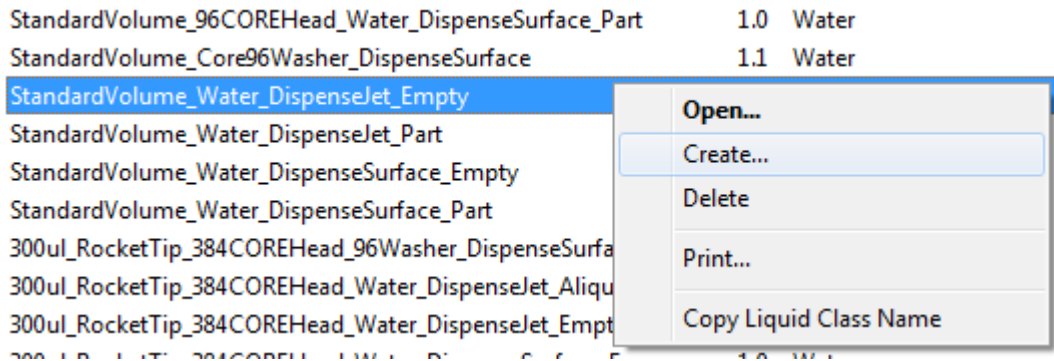 StandardVolume_96COREHead_Water_DispenseSurface_Part 1.0 Water
StandardVolume_Core96Washer_DispenseSurface 1.1 Water
StandardVolume_Water_DispenseJet_Empty
Open...
StandardVolume_Water_DispenseJet_Part
Create...
StandardVolume_Water_DispenseSurface_Empty
Delete
StandardVolume_Water_DispenseSurface_Part
300ul_RocketTip_384COREHead_96Washer_DispenseSurfa
Print...
300ul_RocketTip_384COREHead_Water_DispenseJet_Aliqu
300ul_RocketTip_384COREHead_Water_DispenseJet_Empt
Copy Liquid Class Name